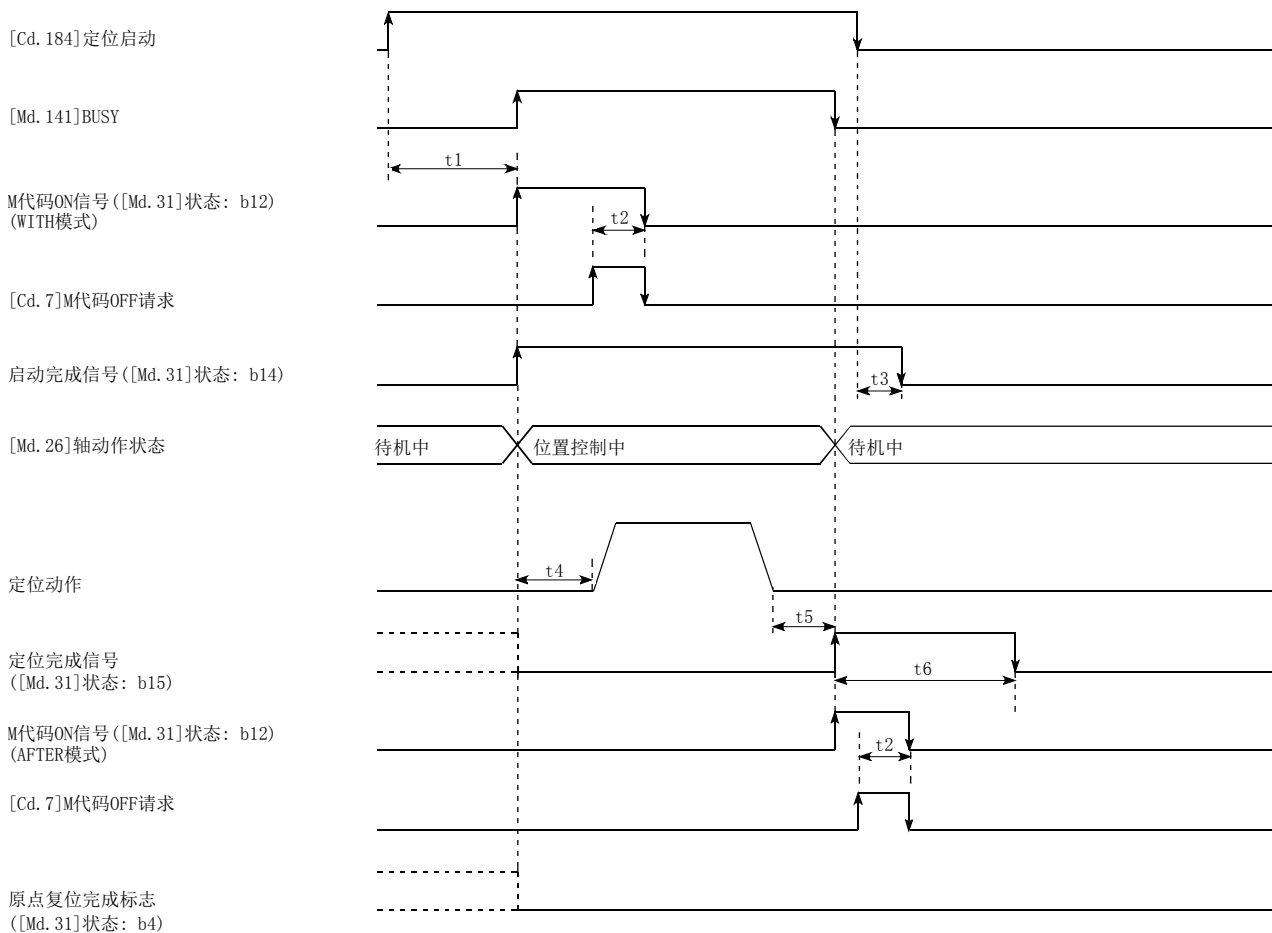 [Cd.184]定位启动
[Md.141]BUSY
t1
M代码ON信号([Md.31]状态: b12)
(WITH模式)
t2
[Cd.7]M代码OFF请求
启动完成信号([Md.31]状态: b14)
t3
[Md.26]轴动作状态
待机中
位置控制中
待机中
定位动作
t4
t5
定位完成信号
([Md.31]状态: b15)
t6
M代码ON信号([Md.31]状态: b12)
(AFTER模式)
t2
[Cd.7]M代码OFF请求
原点复位完成标志
([Md.31]状态: b4)